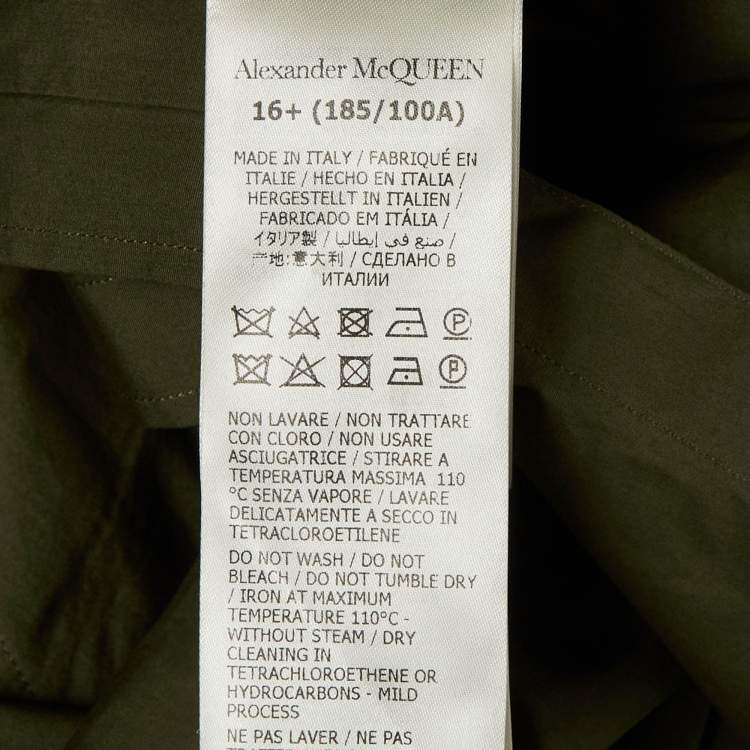 Alexander McQUEEN
16+ (185/100A)
MADE IN ITALY / FABRIQUÉ EN
ITALIE / HECHO EN ITALIA /
HERGESTELLT IN ITALIEN /
FABRICADO EM ITÁLIA /
イタリア製 / صنع في إيطاليا /
产地:意大利 / СДЕЛАНО В
ИТАЛИИ
P
P
NON LAVARE / NON TRATTARE
CON CLORO / NON USARE
ASCIUGATRICE / STIRARE A
TEMPERATURA MASSIMA 110
°C SENZA VAPORE / LAVARE
DELICATAMENTE A SECCO IN
TETRACLOROETILENE
DO NOT WASH / DO NOT
BLEACH / DO NOT TUMBLE DRY
/ IRON AT MAXIMUM
TEMPERATURE 110°C -
WITHOUT STEAM / DRY
CLEANING IN
TETRACHLOROETHENE OR
HYDROCARBONS - MILD
PROCESS
NE PAS LAVER / NE PAS